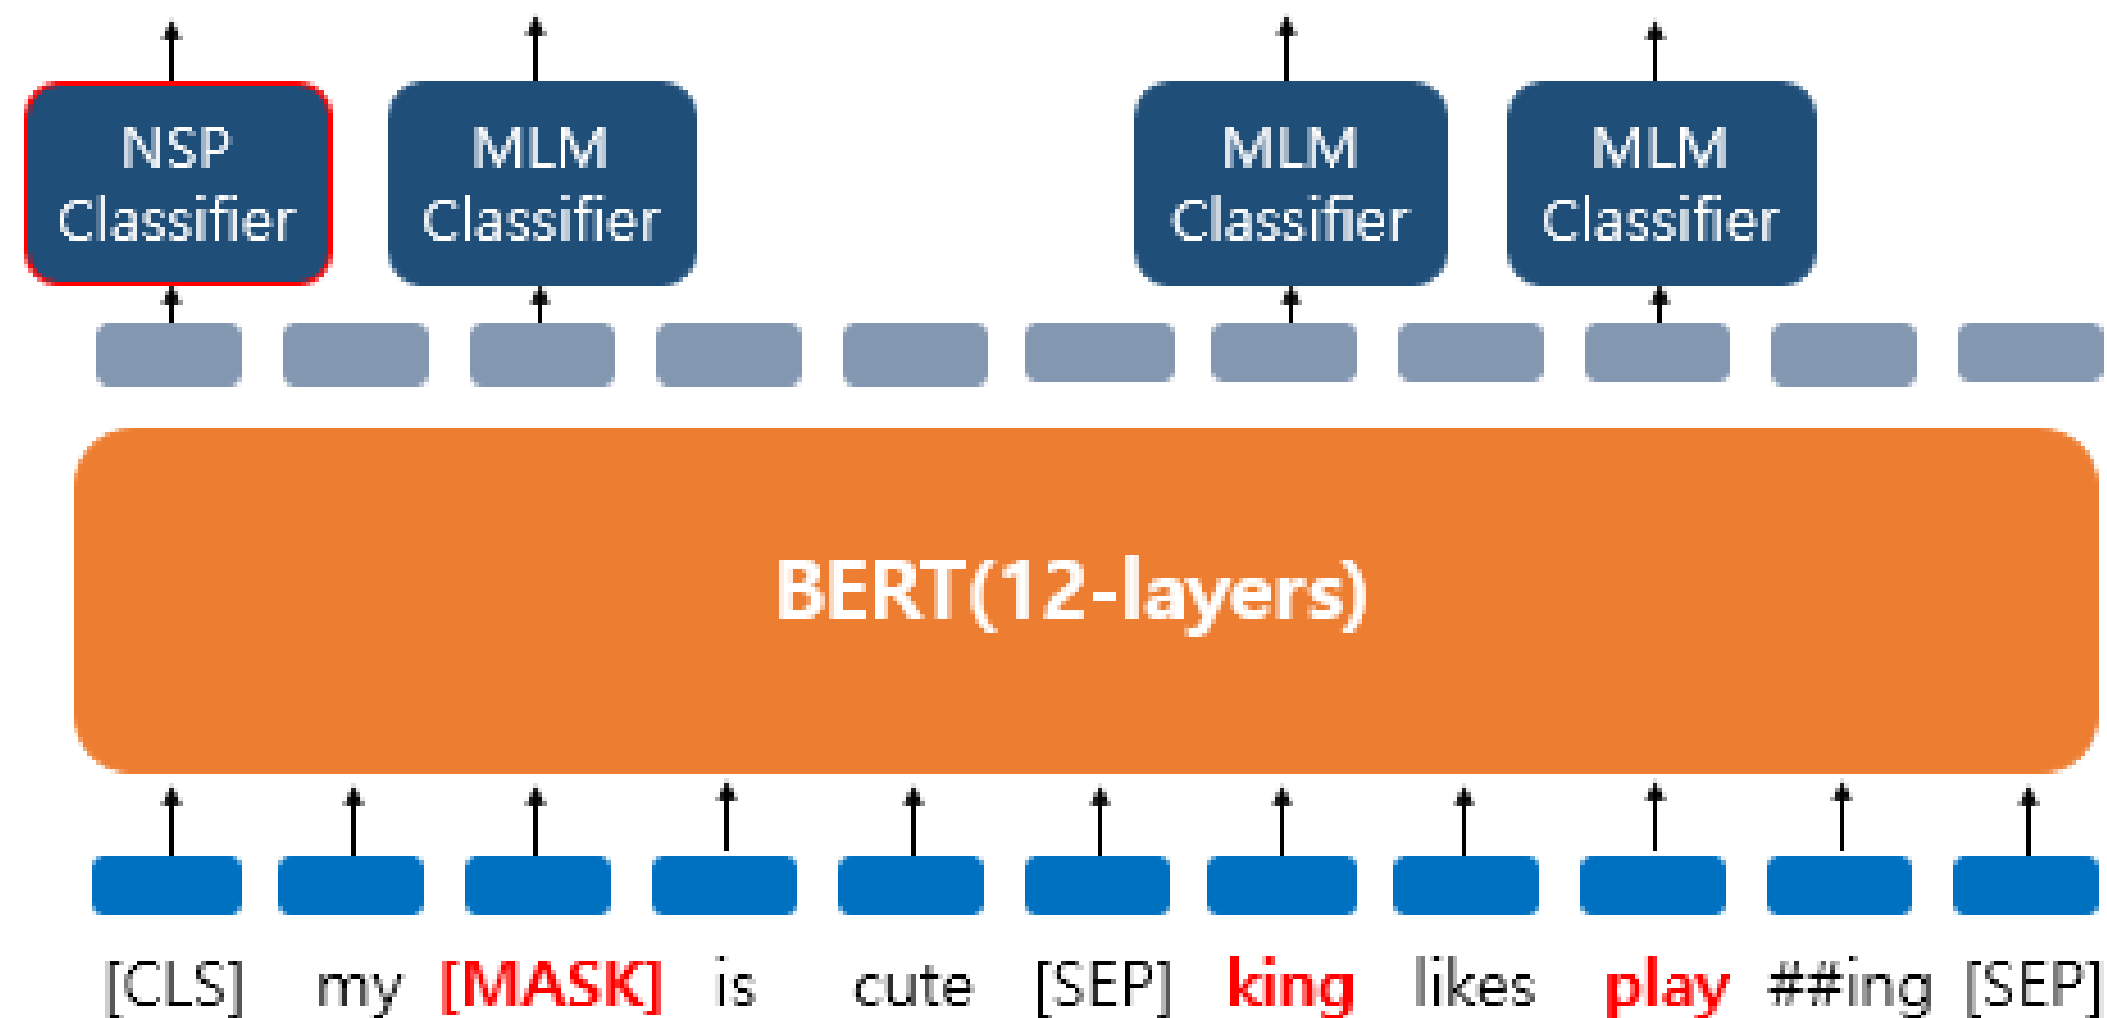 NSP
Classifier
MLM
Classifier
MLM
Classifier
MLM
Classifier
BERT(12-layers)
[CLS] my [MASK] is cute [SEP] king likes play ##ing [SEP]